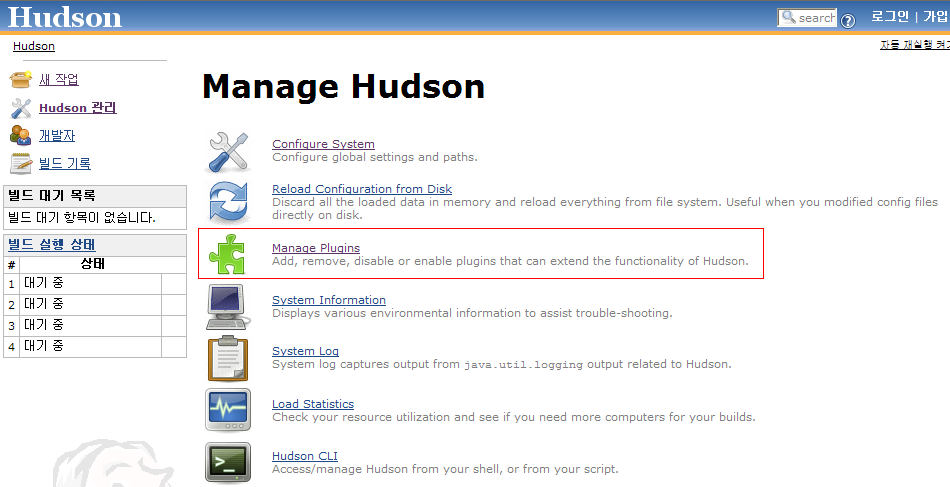 Hudson
search
로그인 | 가입
Hudson
자동 재실행 켜기
새 작업
Hudson 관리
개발자
빌드 기록
빌드 대기 목록
빌드 대기 항목이 없습니다.
빌드 실행 상태
# 상태
1 대기 중
2 대기 중
3 대기 중
4 대기 중
Manage Hudson
Configure System
Configure global settings and paths.
Reload Configuration from Disk
Discard all the loaded data in memory and reload everything from file system. Useful when you modified config files
directly on disk.
Manage Plugins
Add, remove, disable or enable plugins that can extend the functionality of Hudson.
System Information
Displays various environmental information to assist trouble-shooting.
System Log
System log captures output from java.util.logging output related to Hudson.
Load Statistics
Check your resource utilization and see if you need more computers for your builds.
Hudson CLI
Access/manage Hudson from your shell, or from your script.